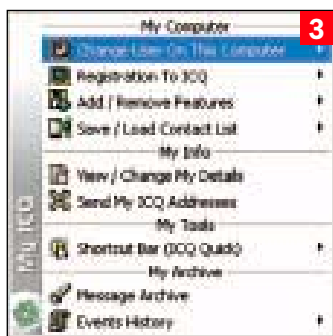 My Computer
3
Change User On This Computer
Registration To ICQ
Add / Remove Features
Save / Load Contact List
My Info
View / Change My Details
Send My ICQ Addresses
My Tools
Shortcut Bar (ICQ Quick)
My Archive
Message Archive
Events History
My ICQ